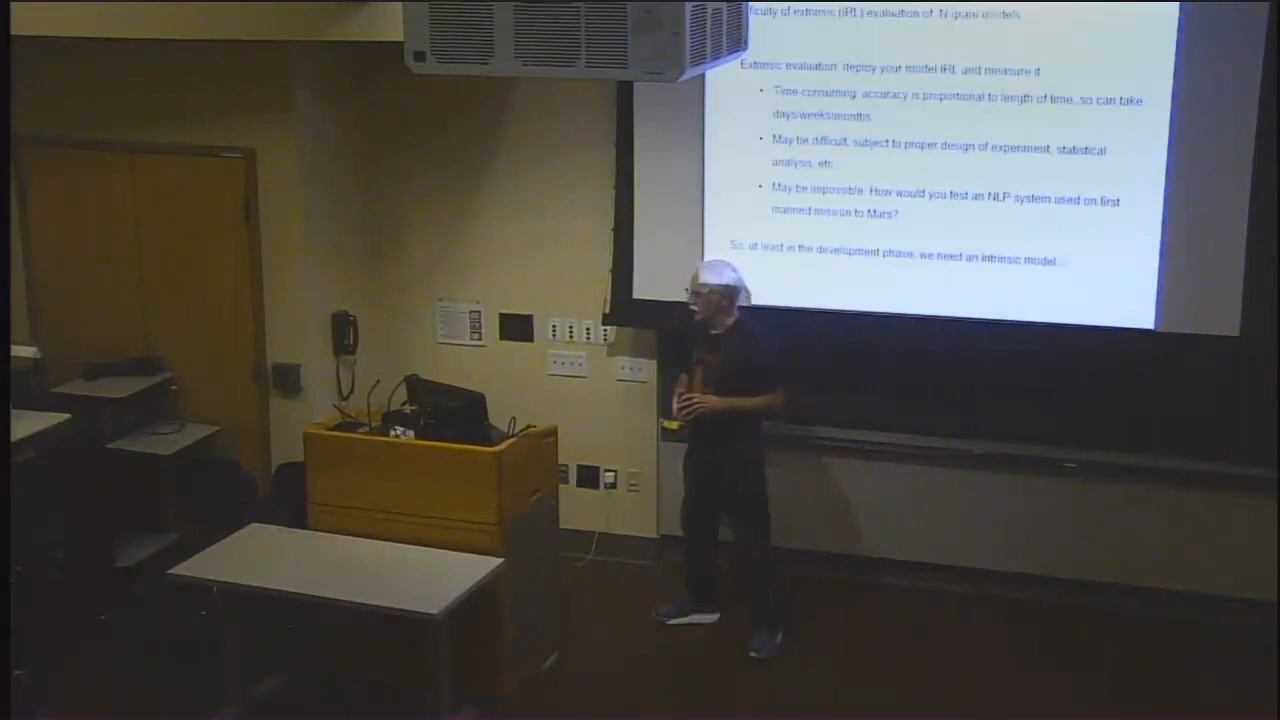 ficulty of extrinsic (IRL) evaluation of N-gram models
Extrinsic evaluation: deploy your model IRL and measure it
• Time-consuming: accuracy is proportional to length of time...so can take
days/weeks/months
• May be difficult, subject to proper design of experiment, statistical
analysis, etc
• May be impossible: How would you test an NLP system used on first
manned mission to Mars?
So, at least in the development phase, we need an intrinsic model...